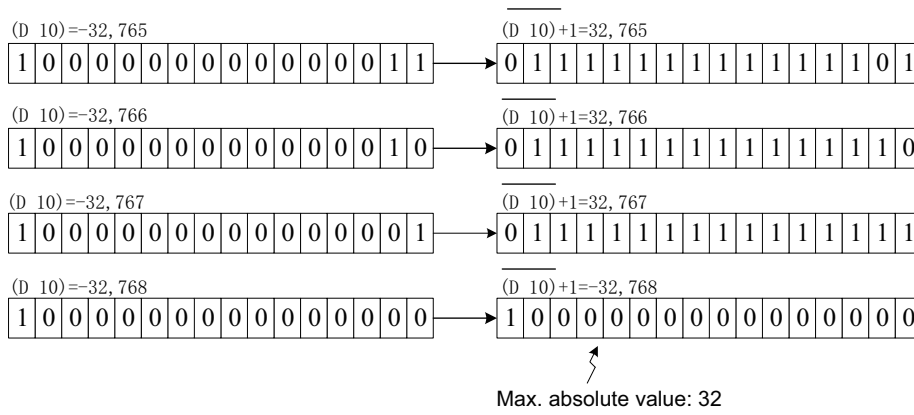 (D 10)=-32,765 (D 10)+1=32,765
1 0 0 0 0 0 0 0 0 0 0 0 0 0 1 1 0 1 1 1 1 1 1 1 1 1 1 1 1 1 0 1
(D 10)=-32,766 (D 10)+1=32,766
1 0 0 0 0 0 0 0 0 0 0 0 0 0 1 0 0 1 1 1 1 1 1 1 1 1 1 1 1 1 1 0
(D 10)=-32,767 (D 10)+1=32,767
1 0 0 0 0 0 0 0 0 0 0 0 0 0 0 1 0 1 1 1 1 1 1 1 1 1 1 1 1 1 1 1
(D 10)=-32,768 (D 10)+1=-32,768
1 0 0 0 0 0 0 0 0 0 0 0 0 0 0 0 1 0 0 0 0 0 0 0 0 0 0 0 0 0 0 0
Max. absolute value: 32